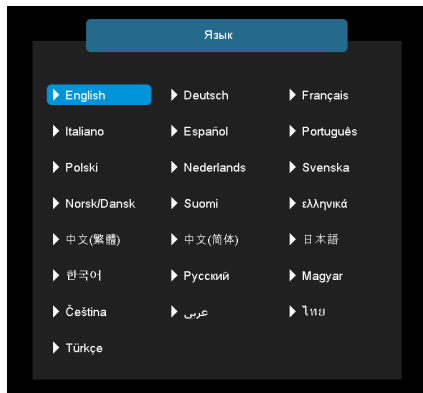 Язык
English Deutsch Français
Italiano Español Português
Polski Nederlands Svenska
Norsk/Dansk Suomi ελληνικά
中文(繁體) 中文(简体) 日本語
한국어 Русский Magyar
Čeština عربي ไทย
Türkçe